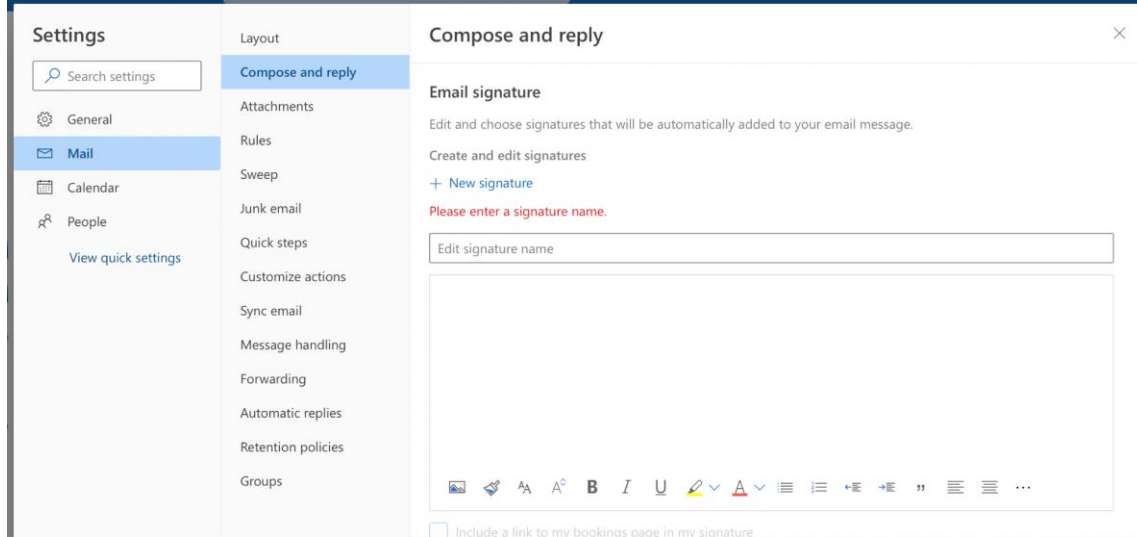 Settings
Search settings
General
Mail
Calendar
People
View quick settings
Layout
Compose and reply
Attachments
Rules
Sweep
Junk email
Quick steps
Customize actions
Sync email
Message handling
Forwarding
Automatic replies
Retention policies
Groups
Compose and reply
Email signature
Edit and choose signatures that will be automatically added to your email message.
Create and edit signatures
+ New signature
Please enter a signature name.
Edit signature name
B I U A
Include a link to my bookings page in my signature